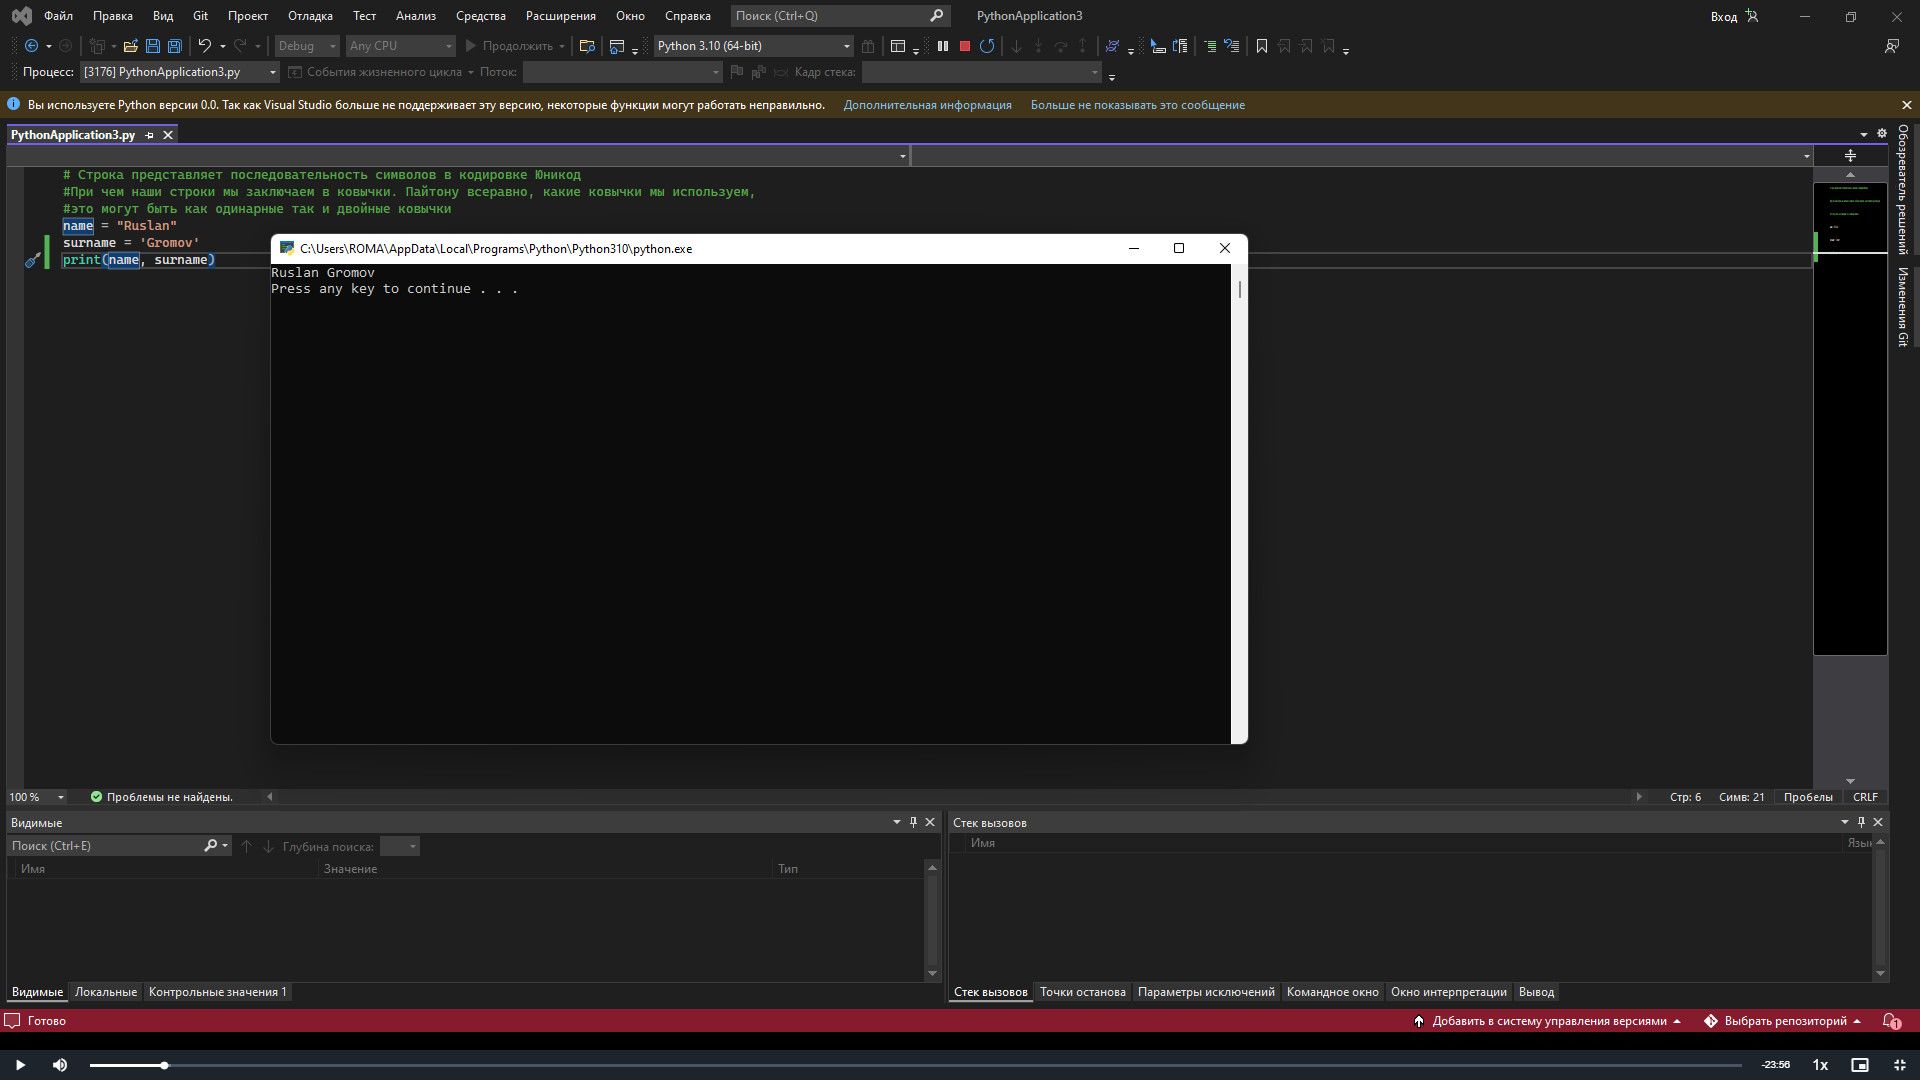 Файл Правка Вид Git Проект Отладка Тест Анализ Средства Расширения Окно Справка Поиск (Ctrl+Q) PythonApplication3 Вход
Debug Any CPU Продолжить Python 3.10 (64-bit)
Процесс: [3176] PythonApplication3.py События жизненного цикла Поток: Кадр стека:
Вы используете Python версии 0.0. Так как Visual Studio больше не поддерживает эту версию, некоторые функции могут работать неправильно. Дополнительная информация Больше не показывать это сообщение
PythonApplication3.py
# Строка представляет последовательность символов в кодировке Юникод
#При чем наши строки мы заключаем в ковычки. Пайтону всеравно, какие ковычки мы используем,
#это могут быть как одинарные так и двойные ковычки
name = "Ruslan"
surname = 'Gromov'
print(name, surname)
C:\Users\ROMA\AppData\Local\Programs\Python\Python310\python.exe
Ruslan Gromov
Press any key to continue . . .
Обозреватель решений
Изменения Git
100 % Проблемы не найдены. Стр: 6 Симв: 21 Пробелы CRLF
Видимые
Поиск (Ctrl+E) Глубина поиска:
Имя Значение Тип
Видимые Локальные Контрольные значения 1
Стек вызовов
Имя Язык
Стек вызовов Точки останова Параметры исключений Командное окно Окно интерпретации Вывод
Готово Добавить в систему управления версиями Выбрать репозиторий 1
-23:56 1x